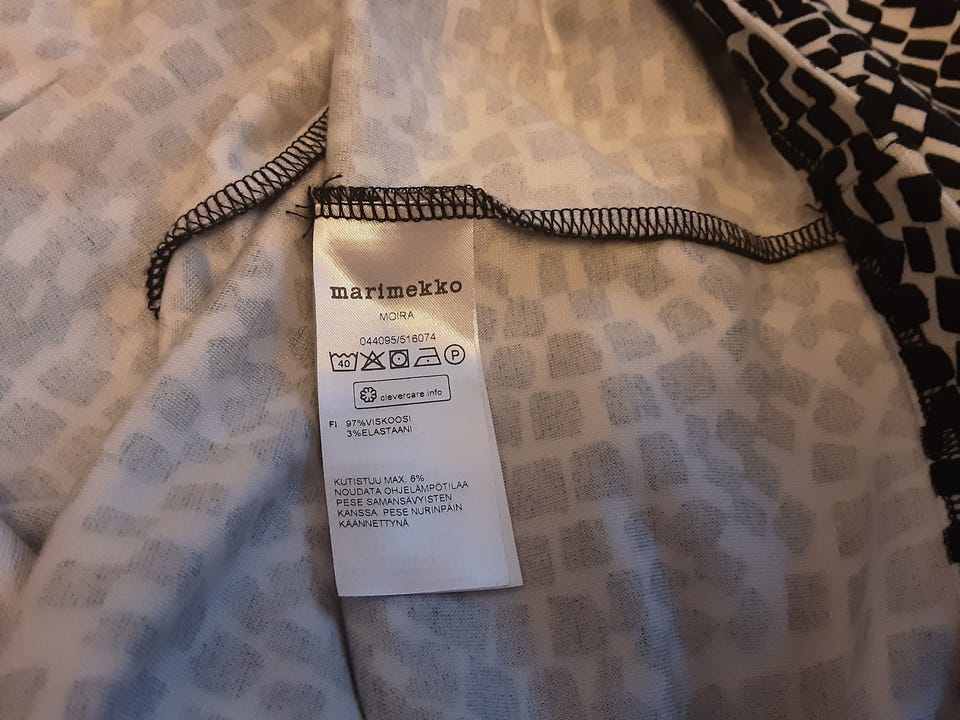 marimekko
MOIRA
044095/516074
40 P
clevercare.info
FI 97%VISKOOSI
3%ELASTAANI
KUTISTUU MAX. 6%
NOUDATA OHJELÄMPÖTILAA
PESE SAMANSÄVYISTEN
KANSSA. PESE NURINPÄIN
KÄÄNNETTYNÄ